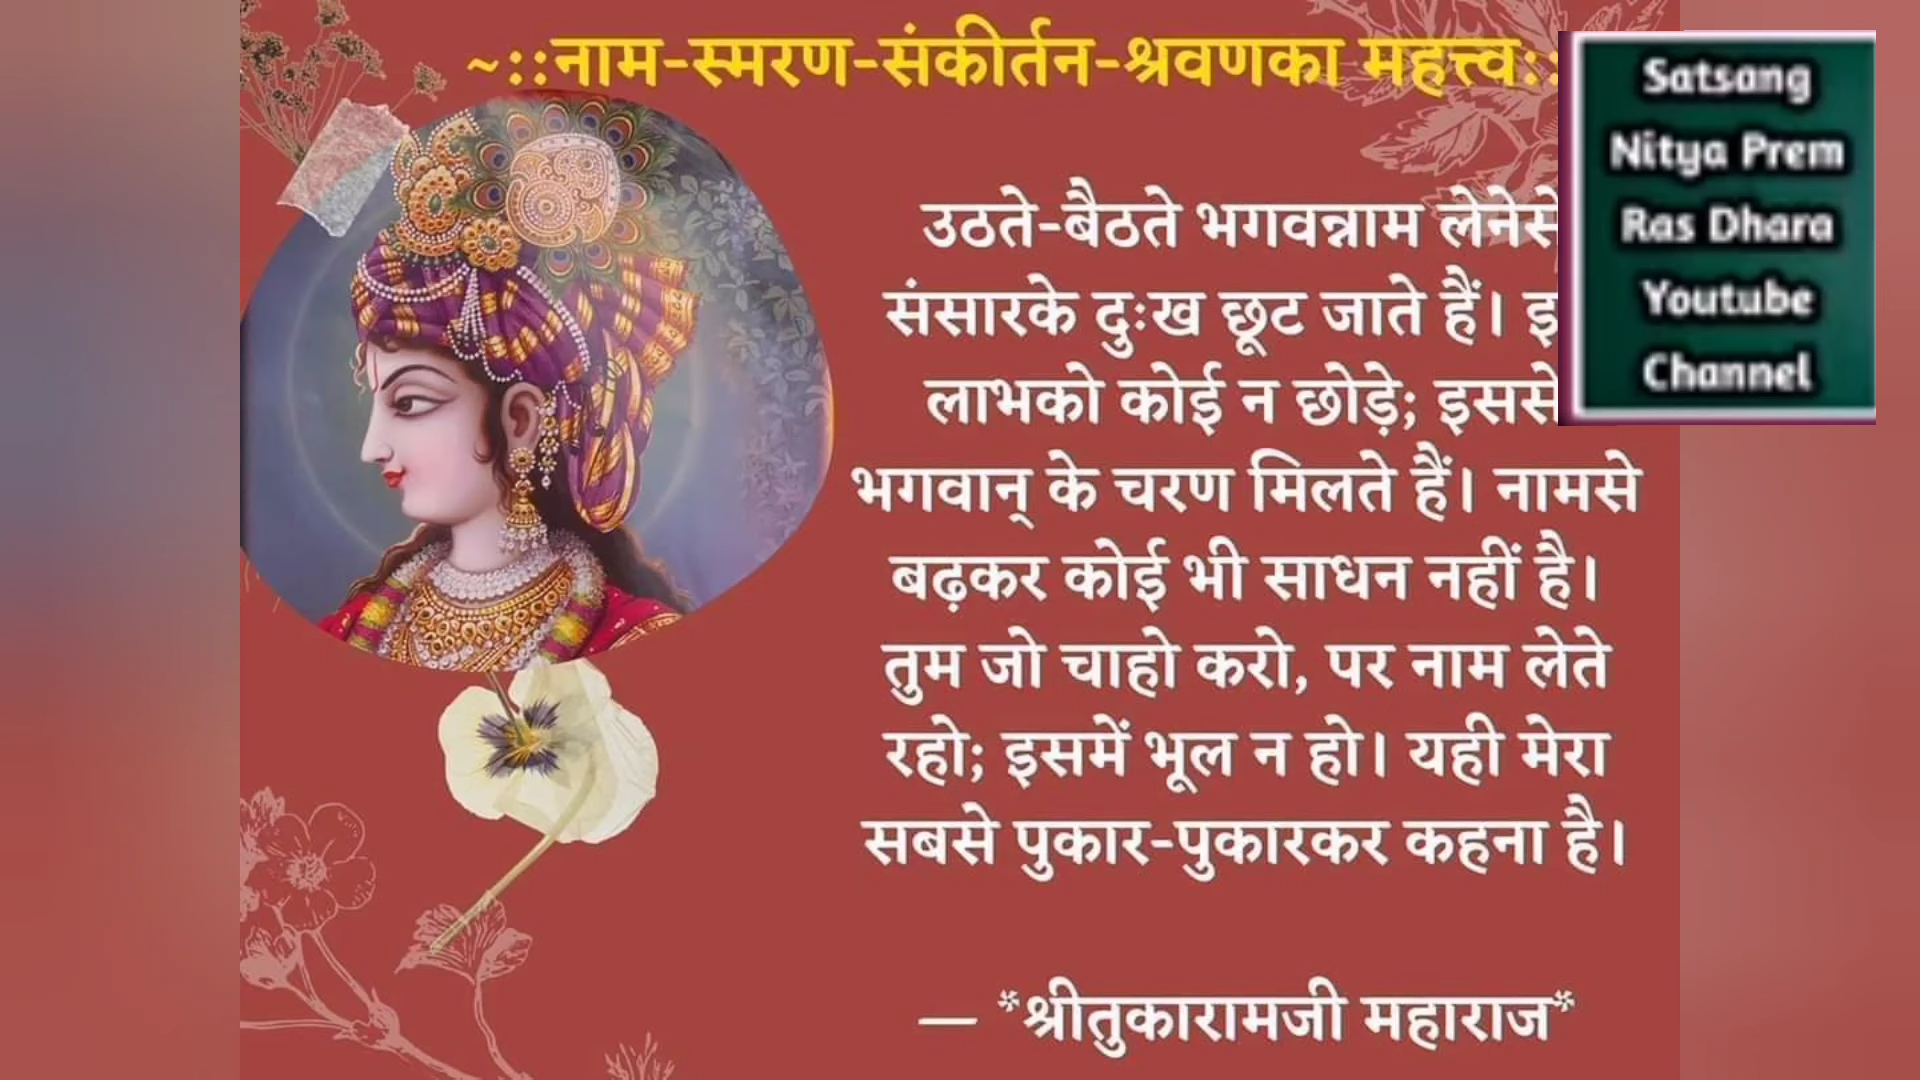 ~::नाम-स्मरण-संकीर्तन-श्रवणका महत्त्व::
उठते-बैठते भगवन्नाम लेनेसे
संसारके दुःख छूट जाते हैं।
लाभको कोई न छोड़े; इससे
भगवान् के चरण मिलते हैं। नामसे
बढ़कर कोई भी साधन नहीं है।
तुम जो चाहो करो, पर नाम लेते
रहो; इसमें भूल न हो। यही मेरा
सबसे पुकार-पुकारकर कहना है।
— *श्रीतुकारामजी महाराज*
Satsang
Nitya Prem
Ras Dhara
Youtube
Channel